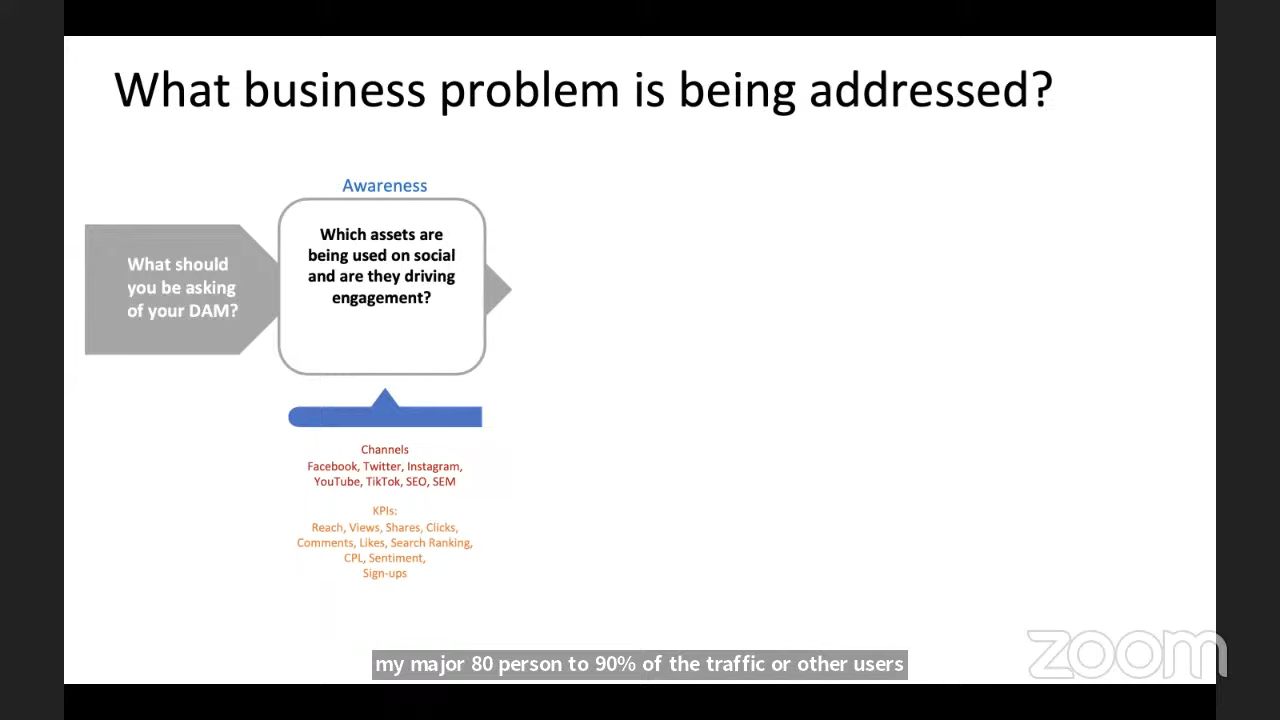 What business problem is being addressed?
Awareness
What should
you be asking
of your DAM?
Which assets are
being used on social
and are they driving
engagement?
Channels
Facebook, Twitter, Instagram,
YouTube, TikTok, SEO, SEM
KPIs:
Reach, Views, Shares, Clicks,
Comments, Likes, Search Ranking,
CPL, Sentiment,
Sign-ups
my major 80 person to 90% of the traffic or other users
zoom